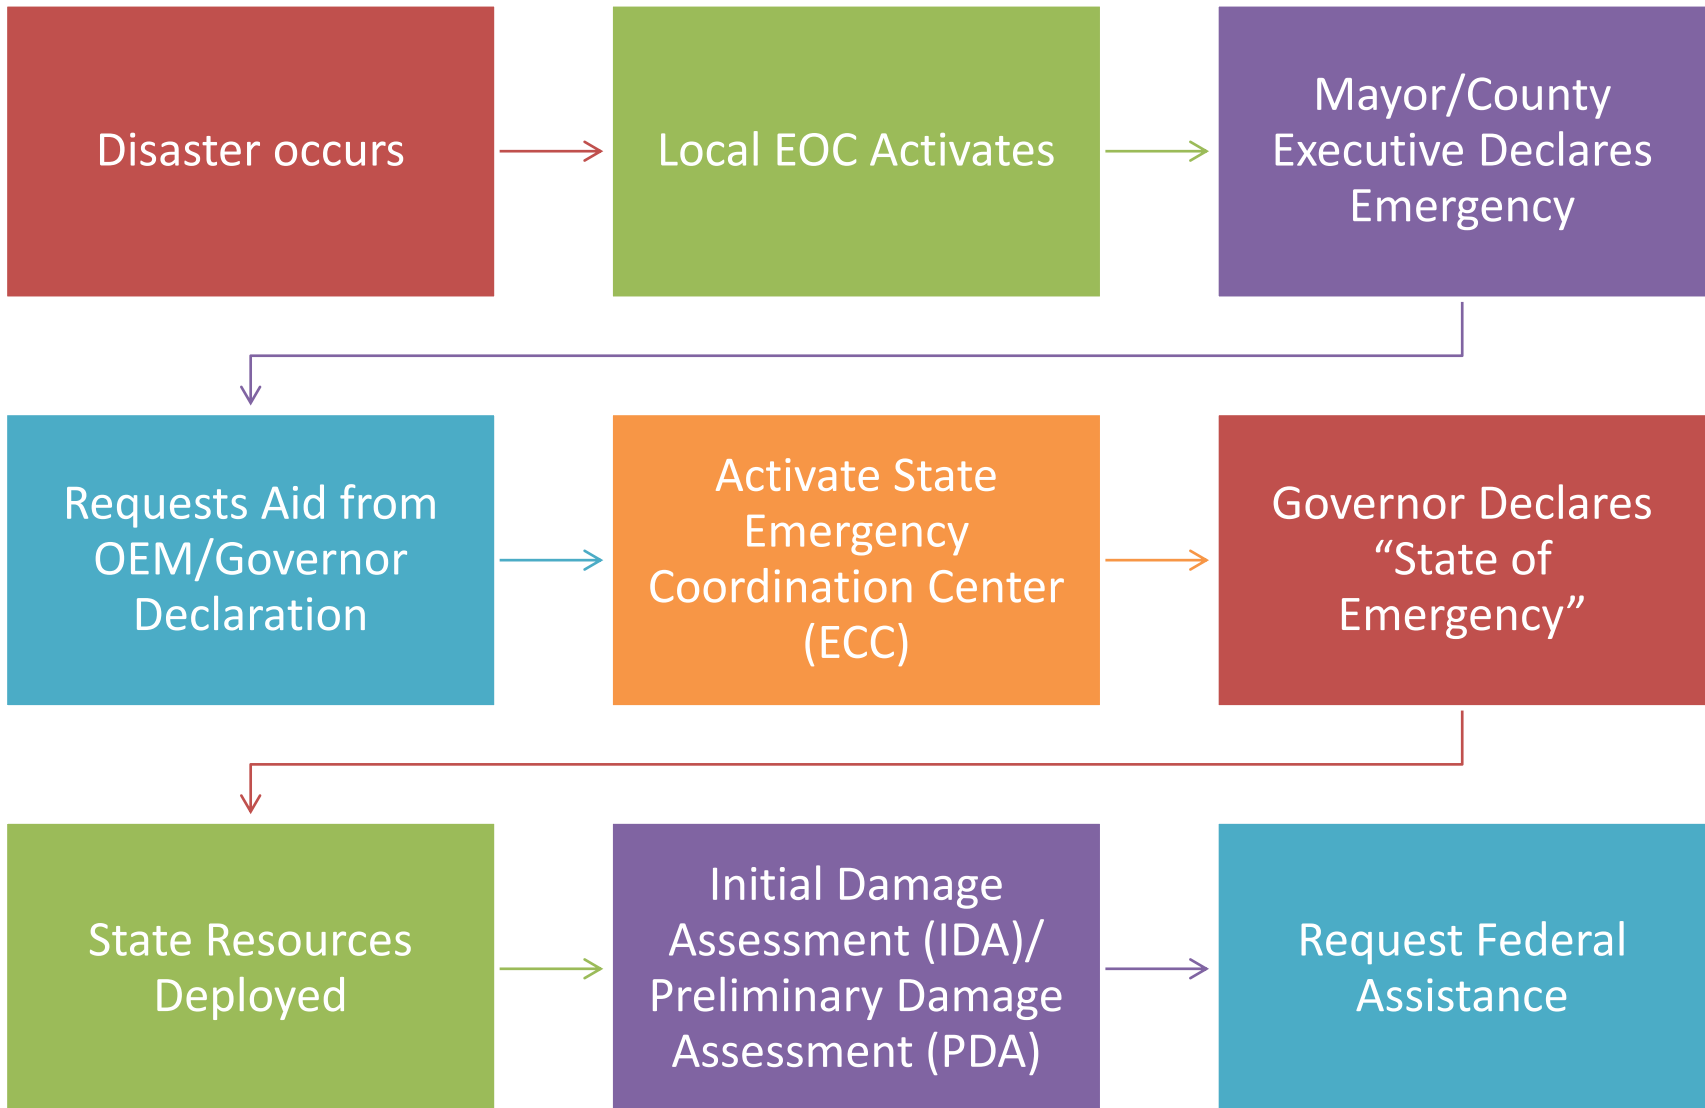 Disaster occurs
Local EOC Activates
Mayor/County
Executive Declares
Emergency
Requests Aid from
OEM/Governor
Declaration
Activate State
Emergency
Coordination Center
(ECC)
Governor Declares
“State of
Emergency”
State Resources
Deployed
Initial Damage
Assessment (IDA)/
Preliminary Damage
Assessment (PDA)
Request Federal
Assistance